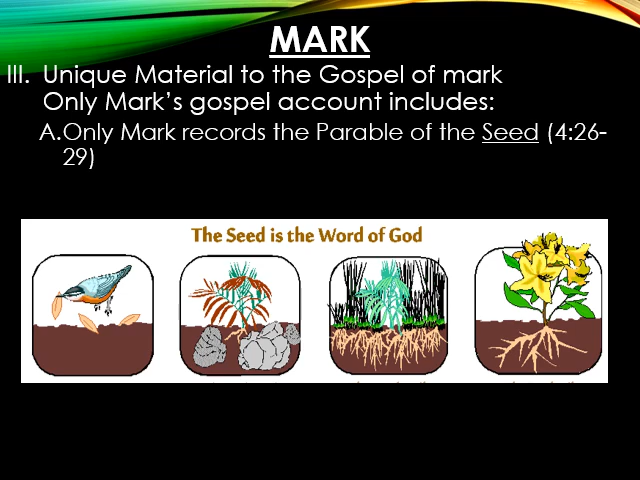 MARK
III. Unique Material to the Gospel of mark
Only Mark's gospel account includes:
A.Only Mark records the Parable of the Seed (4:26-
29)
The Seed is the Word of God